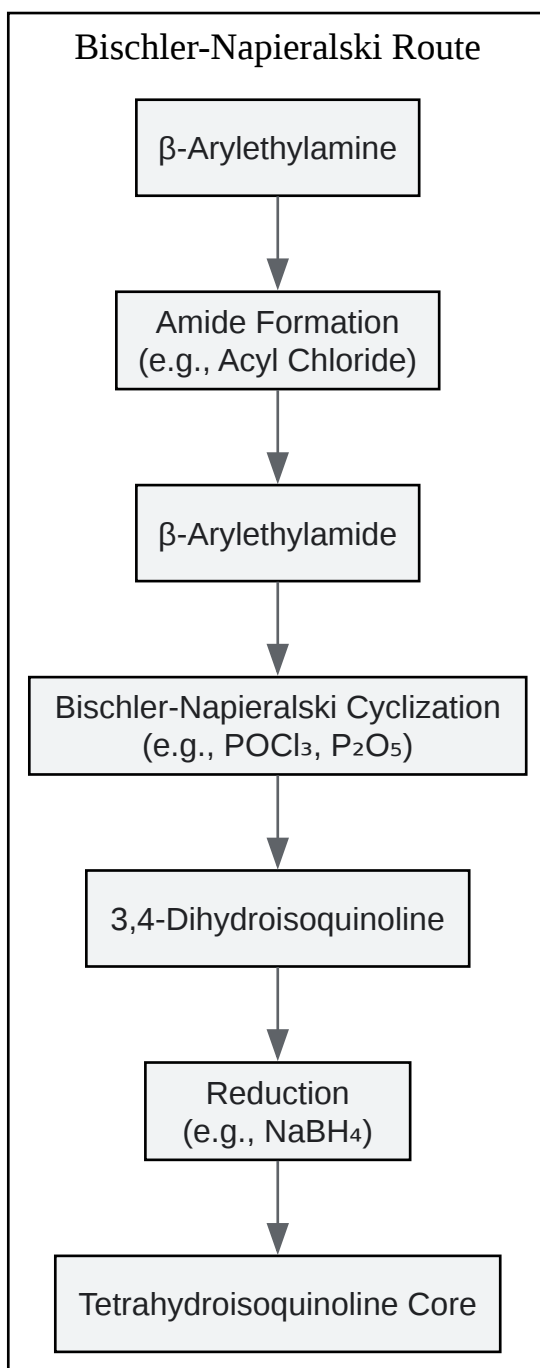 Bischler-Napieralski Route
β-Arylethylamine
Amide Formation
(e.g., Acyl Chloride)
β-Arylethylamide
Bischler-Napieralski Cyclization
(e.g., POCl₃, P₂O₅)
3,4-Dihydroisoquinoline
Reduction
(e.g., NaBH₄)
Tetrahydroisoquinoline Core